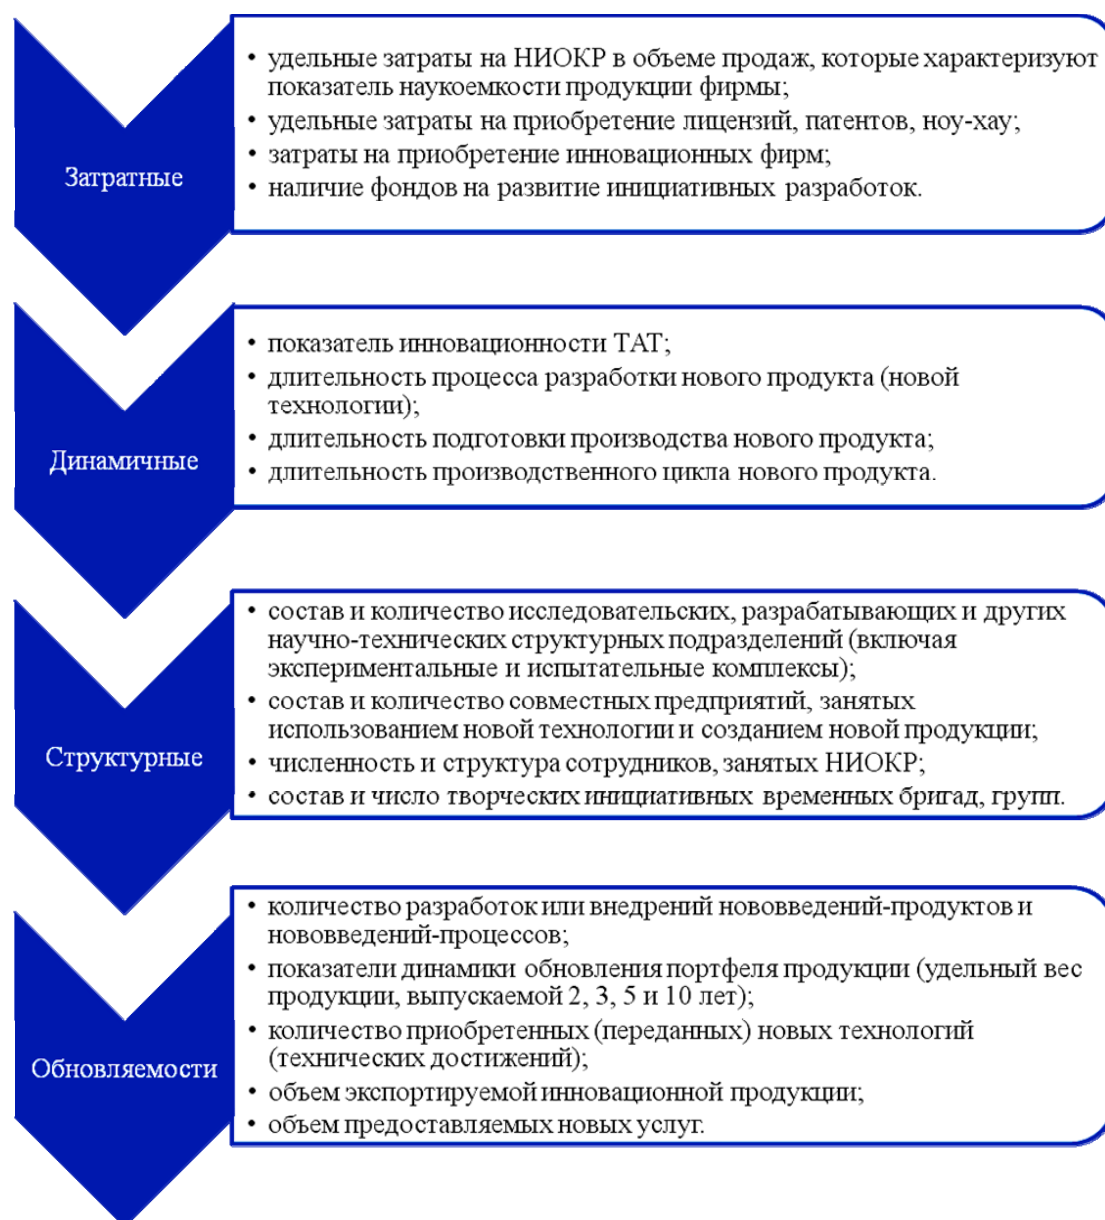 Затратные
• удельные затраты на НИОКР в объеме продаж, которые характеризуют
показатель наукоемкости продукции фирмы;
• удельные затраты на приобретение лицензий, патентов, ноу-хау;
• затраты на приобретение инновационных фирм;
• наличие фондов на развитие инициативных разработок.
Динамичные
• показатель инновационности ТАТ;
• длительность процесса разработки нового продукта (новой
технологии);
• длительность подготовки производства нового продукта;
• длительность производственного цикла нового продукта.
Структурные
• состав и количество исследовательских, разрабатывающих и других
научно-технических структурных подразделений (включая
экспериментальные и испытательные комплексы);
• состав и количество совместных предприятий, занятых
использованием новой технологии и созданием новой продукции;
• численность и структура сотрудников, занятых НИОКР;
• состав и число творческих инициативных временных бригад, групп.
Обновляемости
• количество разработок или внедрений нововведений-продуктов и
нововведений-процессов;
• показатели динамики обновления портфеля продукции (удельный вес
продукции, выпускаемой 2, 3, 5 и 10 лет);
• количество приобретенных (переданных) новых технологий
(технических достижений);
• объем экспортируемой инновационной продукции;
• объем предоставляемых новых услуг.